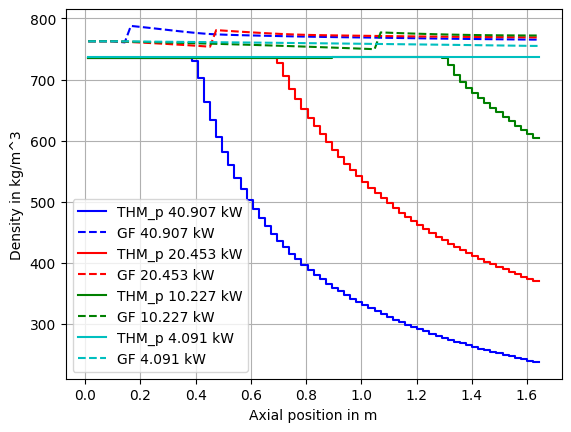 800
700
600
500
400
300
Density in kg/m^3
THM_p 40.907 kW
GF 40.907 kW
THM_p 20.453 kW
GF 20.453 kW
THM_p 10.227 kW
GF 10.227 kW
THM_p 4.091 kW
GF 4.091 kW
0.0 0.2 0.4 0.6 0.8 1.0 1.2 1.4 1.6
Axial position in m